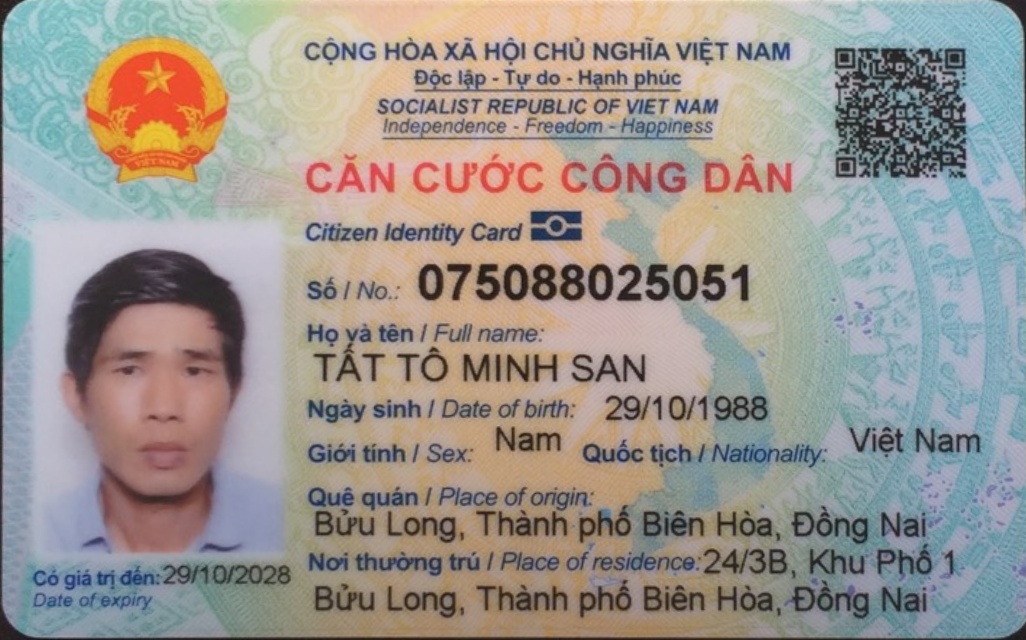 CỘNG HÒA XÃ HỘI CHỦ NGHĨA VIỆT NAM
Độc lập - Tự do - Hạnh phúc
SOCIALIST REPUBLIC OF VIET NAM
Independence - Freedom - Happiness
CĂN CƯỚC CÔNG DÂN
Citizen Identity Card
Số / No.: 075088025051
Họ và tên / Full name:
TẤT TÔ MINH SAN
Ngày sinh / Date of birth: 29/10/1988
Giới tính / Sex: Nam Quốc tịch / Nationality: Việt Nam
Quê quán / Place of origin:
Bửu Long, Thành phố Biên Hòa, Đồng Nai
Nơi thường trú / Place of residence: 24/3B, Khu Phố 1
Bửu Long, Thành phố Biên Hòa, Đồng Nai
Có giá trị đến: 29/10/2028
Date of expiry
VIỆT NAM